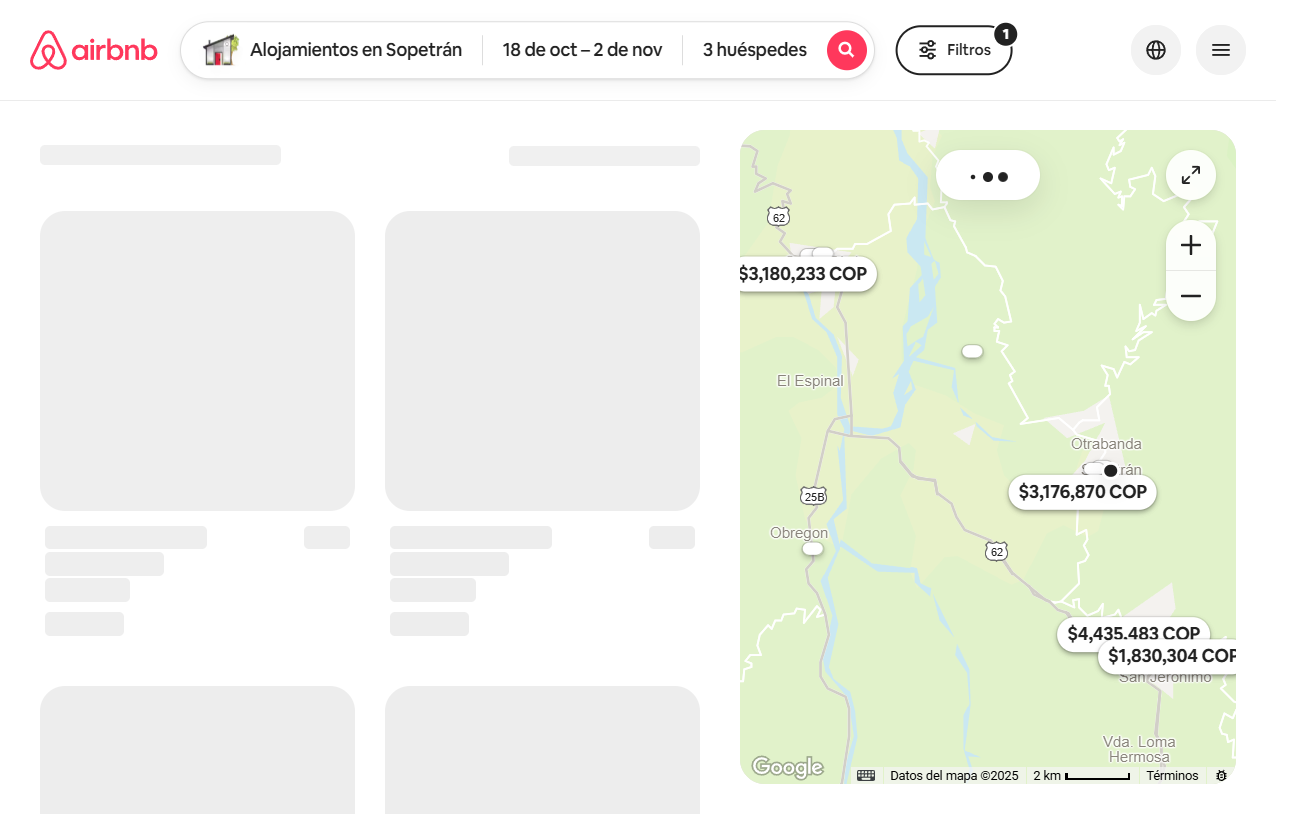 airbnb
Alojamientos en Sopetrán
18 de oct – 2 de nov
3 huéspedes
Filtros
1
62
$3,180,233 COP
El Espinal
Otrabanda
rán
$3,176,870 COP
25B
Obregon
62
$4,435,483 COP
$1,830,304 COP
San Jerónimo
Vda. Loma
Hermosa
Google
Datos del mapa ©2025
2 km
Términos